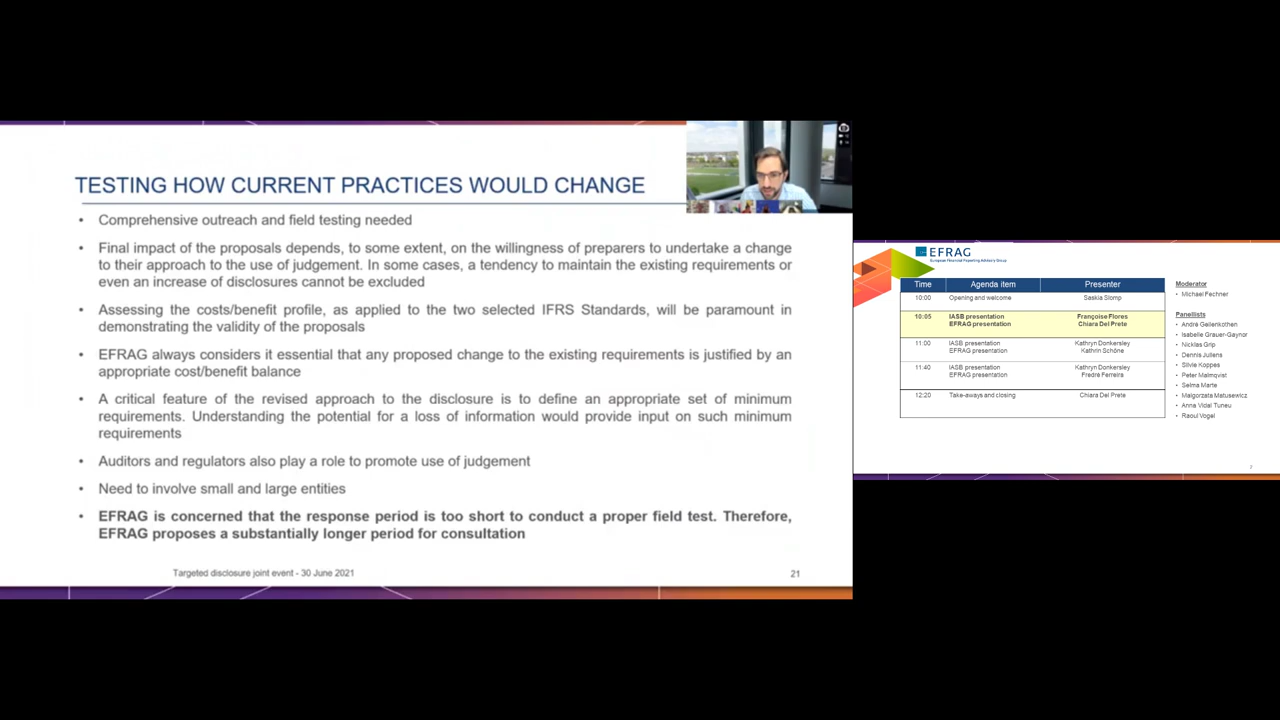 TESTING HOW CURRENT PRACTICES WOULD CHANGE
• Comprehensive outreach and field testing needed
• Final impact of the proposals depends, to some extent, on the willingness of preparers to undertake a change
to their approach to the use of judgement. In some cases, a tendency to maintain the existing requirements or
even an increase of disclosures cannot be excluded
• Assessing the costs/benefit profile, as applied to the two selected IFRS Standards, will be paramount in
demonstrating the validity of the proposals
• EFRAG always considers it essential that any proposed change to the existing requirements is justified by an
appropriate cost/benefit balance
• A critical feature of the revised approach to the disclosure is to define an appropriate set of minimum
requirements. Understanding the potential for a loss of information would provide input on such minimum
requirements
• Auditors and regulators also play a role to promote use of judgement
• Need to involve small and large entities
• EFRAG is concerned that the response period is too short to conduct a proper field test. Therefore,
EFRAG proposes a substantially longer period for consultation
Targeted disclosure joint event - 30 June 2021
21
EFRAG
European Financial Reporting Advisory Group
Time Agenda item Presenter
10:00 Opening and welcome Saskia Slomp
10:05 IASB presentation Françoise Flores
EFRAG presentation Chiara Del Prete
11:00 IASB presentation Kathryn Donkersley
EFRAG presentation Kathrin Schöne
11:40 IASB presentation Kathryn Donkersley
EFRAG presentation Fredré Ferreira
12:20 Take-aways and closing Chiara Del Prete
Moderator
• Michael Fechner
Panellists
• André Geilenkothen
• Isabelle Grauer-Gaynor
• Nicklas Grip
• Dennis Jullens
• Silvie Koppes
• Peter Malmqvist
• Selma Marte
• Malgorzata Matusewicz
• Anna Vidal Tuneu
• Raoul Vogel